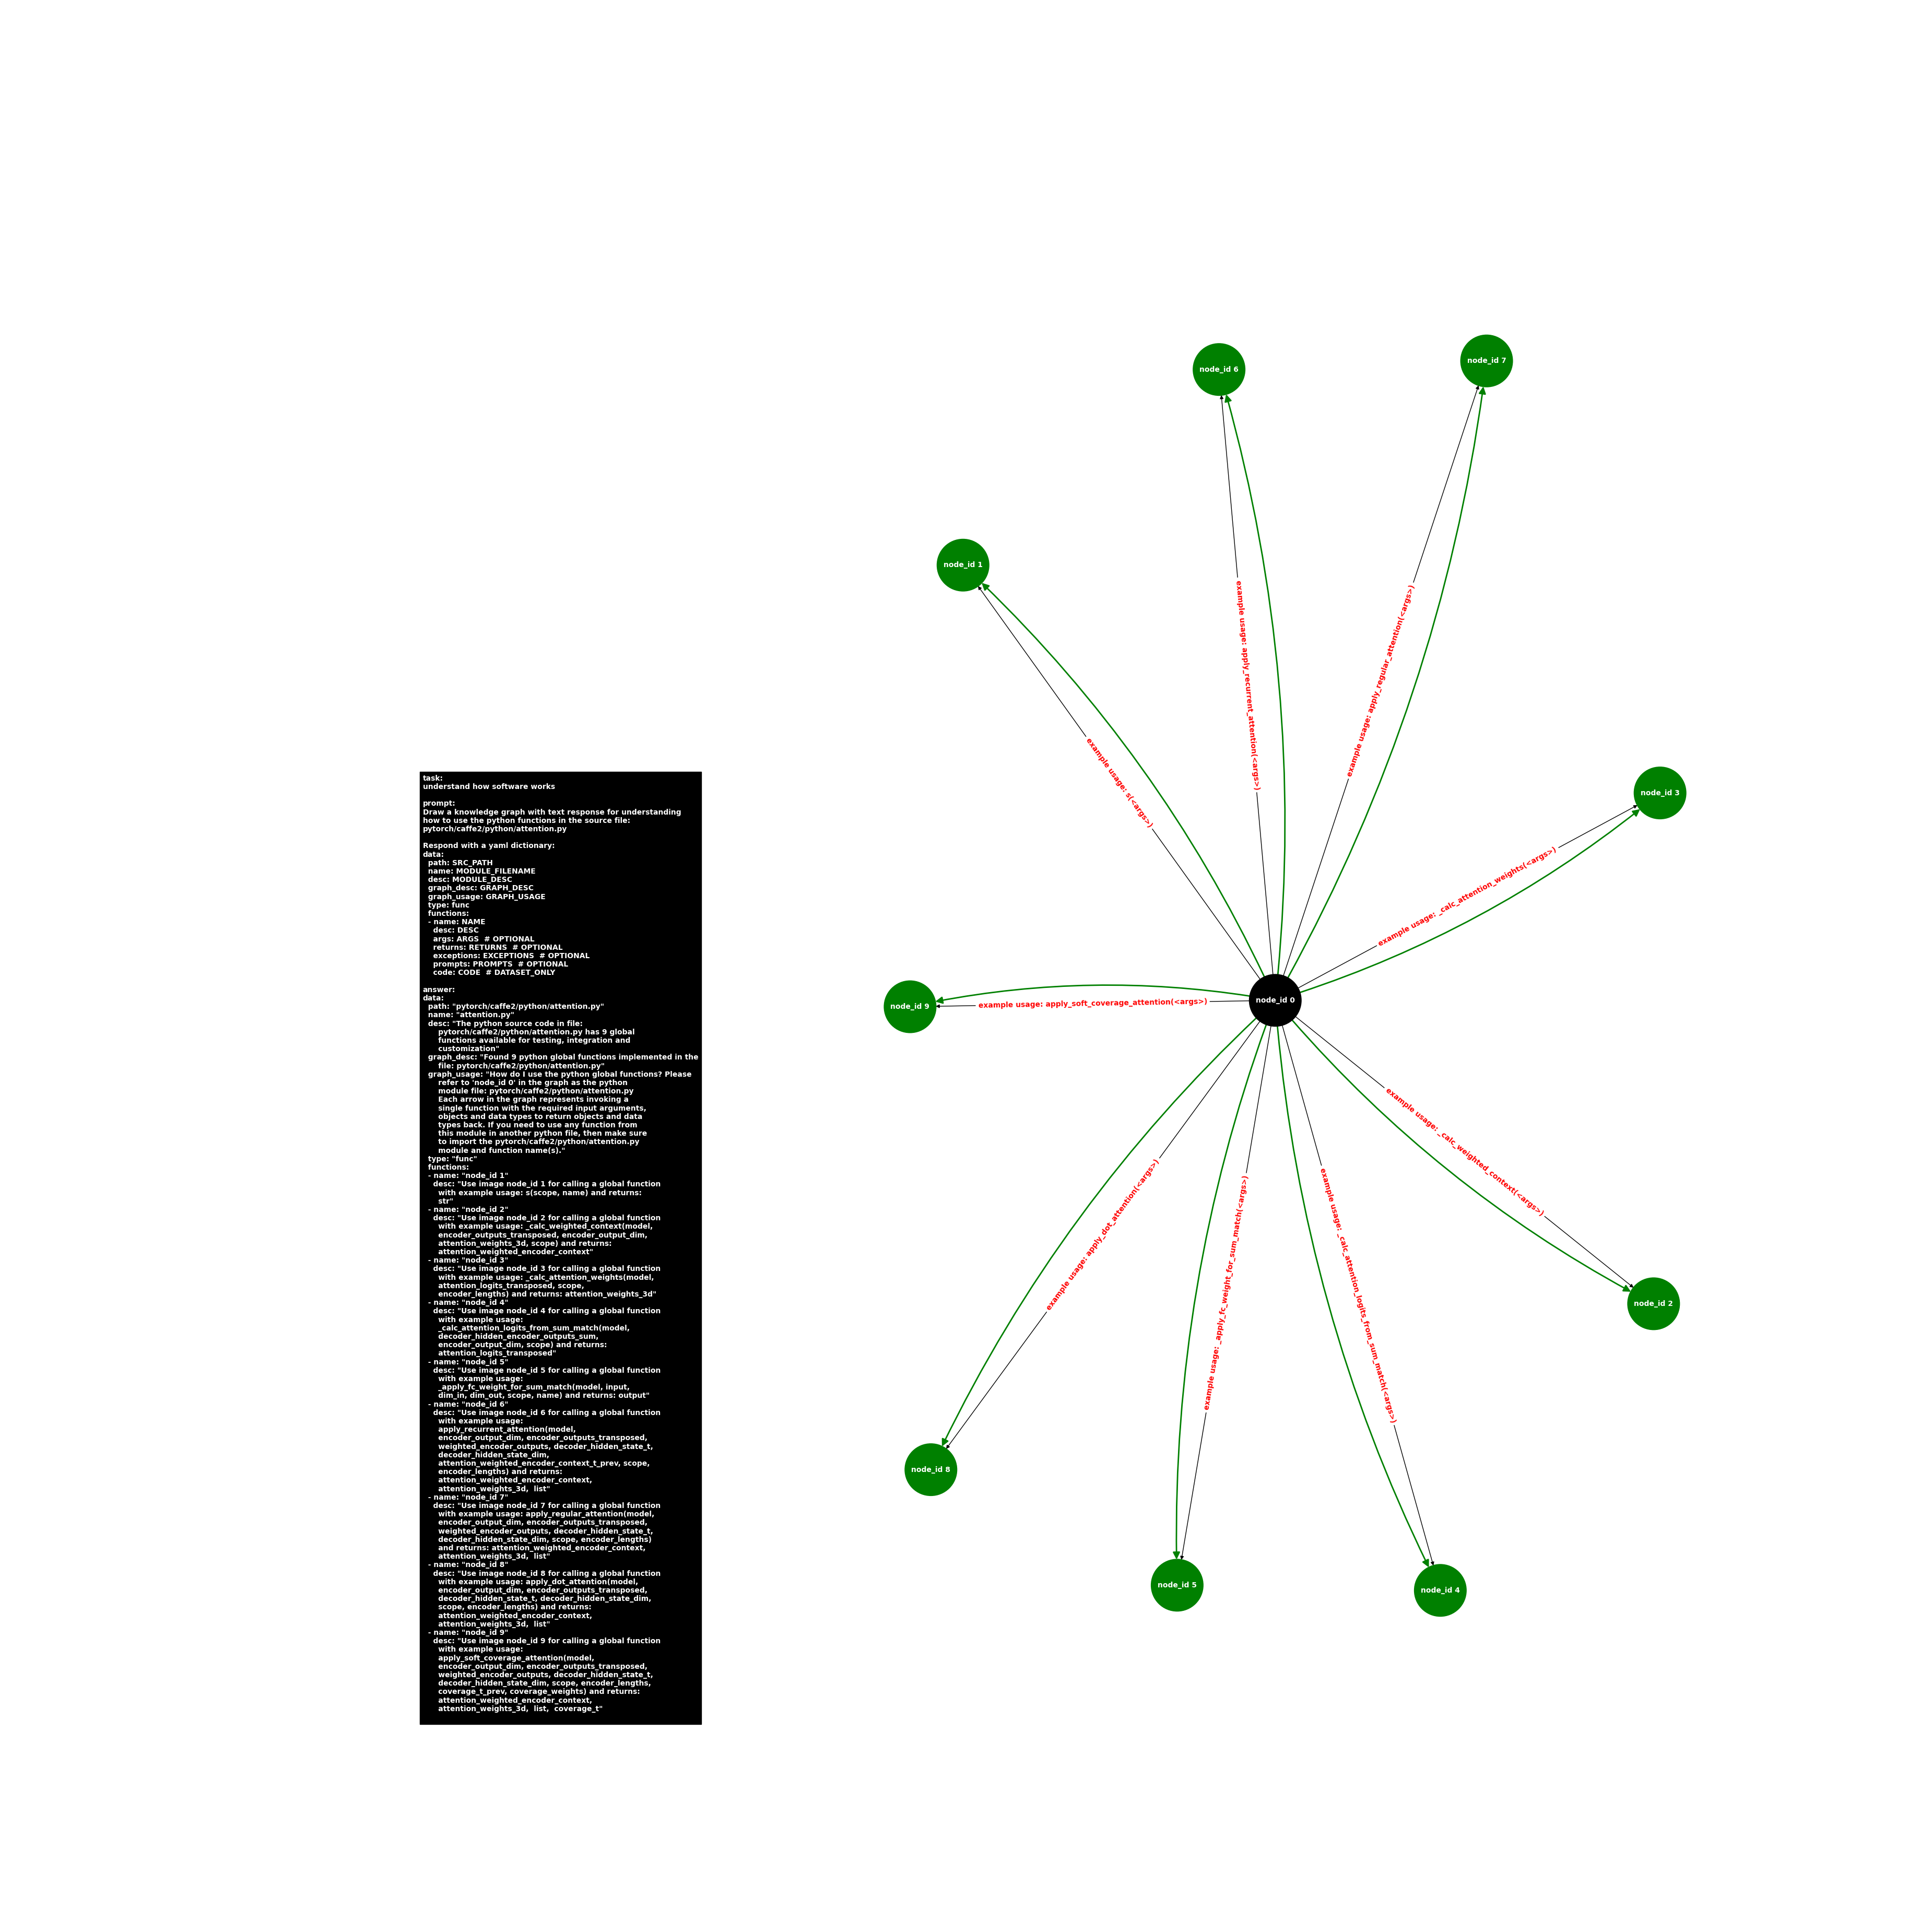 task:
understand how software works

prompt:
Draw a knowledge graph with text response for understanding
how to use the python functions in the source file:
pytorch/caffe2/python/attention.py

Respond with a yaml dictionary:
data:
  path: SRC_PATH
  name: MODULE_FILENAME
  desc: MODULE_DESC
  graph_desc: GRAPH_DESC
  graph_usage: GRAPH_USAGE
  type: func
  functions:
  - name: NAME
    desc: DESC
    args: ARGS  # OPTIONAL
    returns: RETURNS  # OPTIONAL
    exceptions: EXCEPTIONS  # OPTIONAL
    prompts: PROMPTS  # OPTIONAL
    code: CODE  # DATASET_ONLY

answer:
data:
  path: "pytorch/caffe2/python/attention.py"
  name: "attention.py"
  desc: "The python source code in file:
      pytorch/caffe2/python/attention.py has 9 global
      functions available for testing, integration and
      customization"
  graph_desc: "Found 9 python global functions implemented in the
      file: pytorch/caffe2/python/attention.py"
  graph_usage: "How do I use the python global functions? Please
      refer to 'node_id 0' in the graph as the python
      module file: pytorch/caffe2/python/attention.py
      Each arrow in the graph represents invoking a
      single function with the required input arguments,
      objects and data types to return objects and data
      types back. If you need to use any function from
      this module in another python file, then make sure
      to import the pytorch/caffe2/python/attention.py
      module and function name(s)."
  type: "func"
  functions:
  - name: "node_id 1"
    desc: "Use image node_id 1 for calling a global function
      with example usage: s(scope, name) and returns:
      str"
  - name: "node_id 2"
    desc: "Use image node_id 2 for calling a global function
      with example usage: _calc_weighted_context(model,
      encoder_outputs_transposed, encoder_output_dim,
      attention_weights_3d, scope) and returns:
      attention_weighted_encoder_context"
  - name: "node_id 3"
    desc: "Use image node_id 3 for calling a global function
      with example usage: _calc_attention_weights(model,
      attention_logits_transposed, scope,
      encoder_lengths) and returns: attention_weights_3d"
  - name: "node_id 4"
    desc: "Use image node_id 4 for calling a global function
      with example usage:
      _calc_attention_logits_from_sum_match(model,
      decoder_hidden_encoder_outputs_sum,
      encoder_output_dim, scope) and returns:
      attention_logits_transposed"
  - name: "node_id 5"
    desc: "Use image node_id 5 for calling a global function
      with example usage:
      _apply_fc_weight_for_sum_match(model, input,
      dim_in, dim_out, scope, name) and returns: output"
  - name: "node_id 6"
    desc: "Use image node_id 6 for calling a global function
      with example usage:
      apply_recurrent_attention(model,
      encoder_output_dim, encoder_outputs_transposed,
      weighted_encoder_outputs, decoder_hidden_state_t,
      decoder_hidden_state_dim,
      attention_weighted_encoder_context_t_prev, scope,
      encoder_lengths) and returns:
      attention_weighted_encoder_context,
      attention_weights_3d,  list"
  - name: "node_id 7"
    desc: "Use image node_id 7 for calling a global function
      with example usage: apply_regular_attention(model,
      encoder_output_dim, encoder_outputs_transposed,
      weighted_encoder_outputs, decoder_hidden_state_t,
      decoder_hidden_state_dim, scope, encoder_lengths)
      and returns: attention_weighted_encoder_context,
      attention_weights_3d,  list"
  - name: "node_id 8"
    desc: "Use image node_id 8 for calling a global function
      with example usage: apply_dot_attention(model,
      encoder_output_dim, encoder_outputs_transposed,
      decoder_hidden_state_t, decoder_hidden_state_dim,
      scope, encoder_lengths) and returns:
      attention_weighted_encoder_context,
      attention_weights_3d,  list"
  - name: "node_id 9"
    desc: "Use image node_id 9 for calling a global function
      with example usage:
      apply_soft_coverage_attention(model,
      encoder_output_dim, encoder_outputs_transposed,
      weighted_encoder_outputs, decoder_hidden_state_t,
      decoder_hidden_state_dim, scope, encoder_lengths,
      coverage_t_prev, coverage_weights) and returns:
      attention_weighted_encoder_context,
      attention_weights_3d,  list,  coverage_t"
node_id 7
node_id 6
node_id 1
example usage: apply_recurrent_attention(<args>)
example usage: apply_regular_attention(<args>)
example usage: s(<args>)
node_id 3
example usage: _calc_attention_weights(<args>)
node_id 0
node_id 9
example usage: apply_soft_coverage_attention(<args>)
example usage: _calc_weighted_context(<args>)
example usage: apply_dot_attention(<args>)
example usage: _apply_fc_weight_for_sum_match(<args>)
example usage: _calc_attention_logits_from_sum_match(<args>)
node_id 2
node_id 8
node_id 5
node_id 4